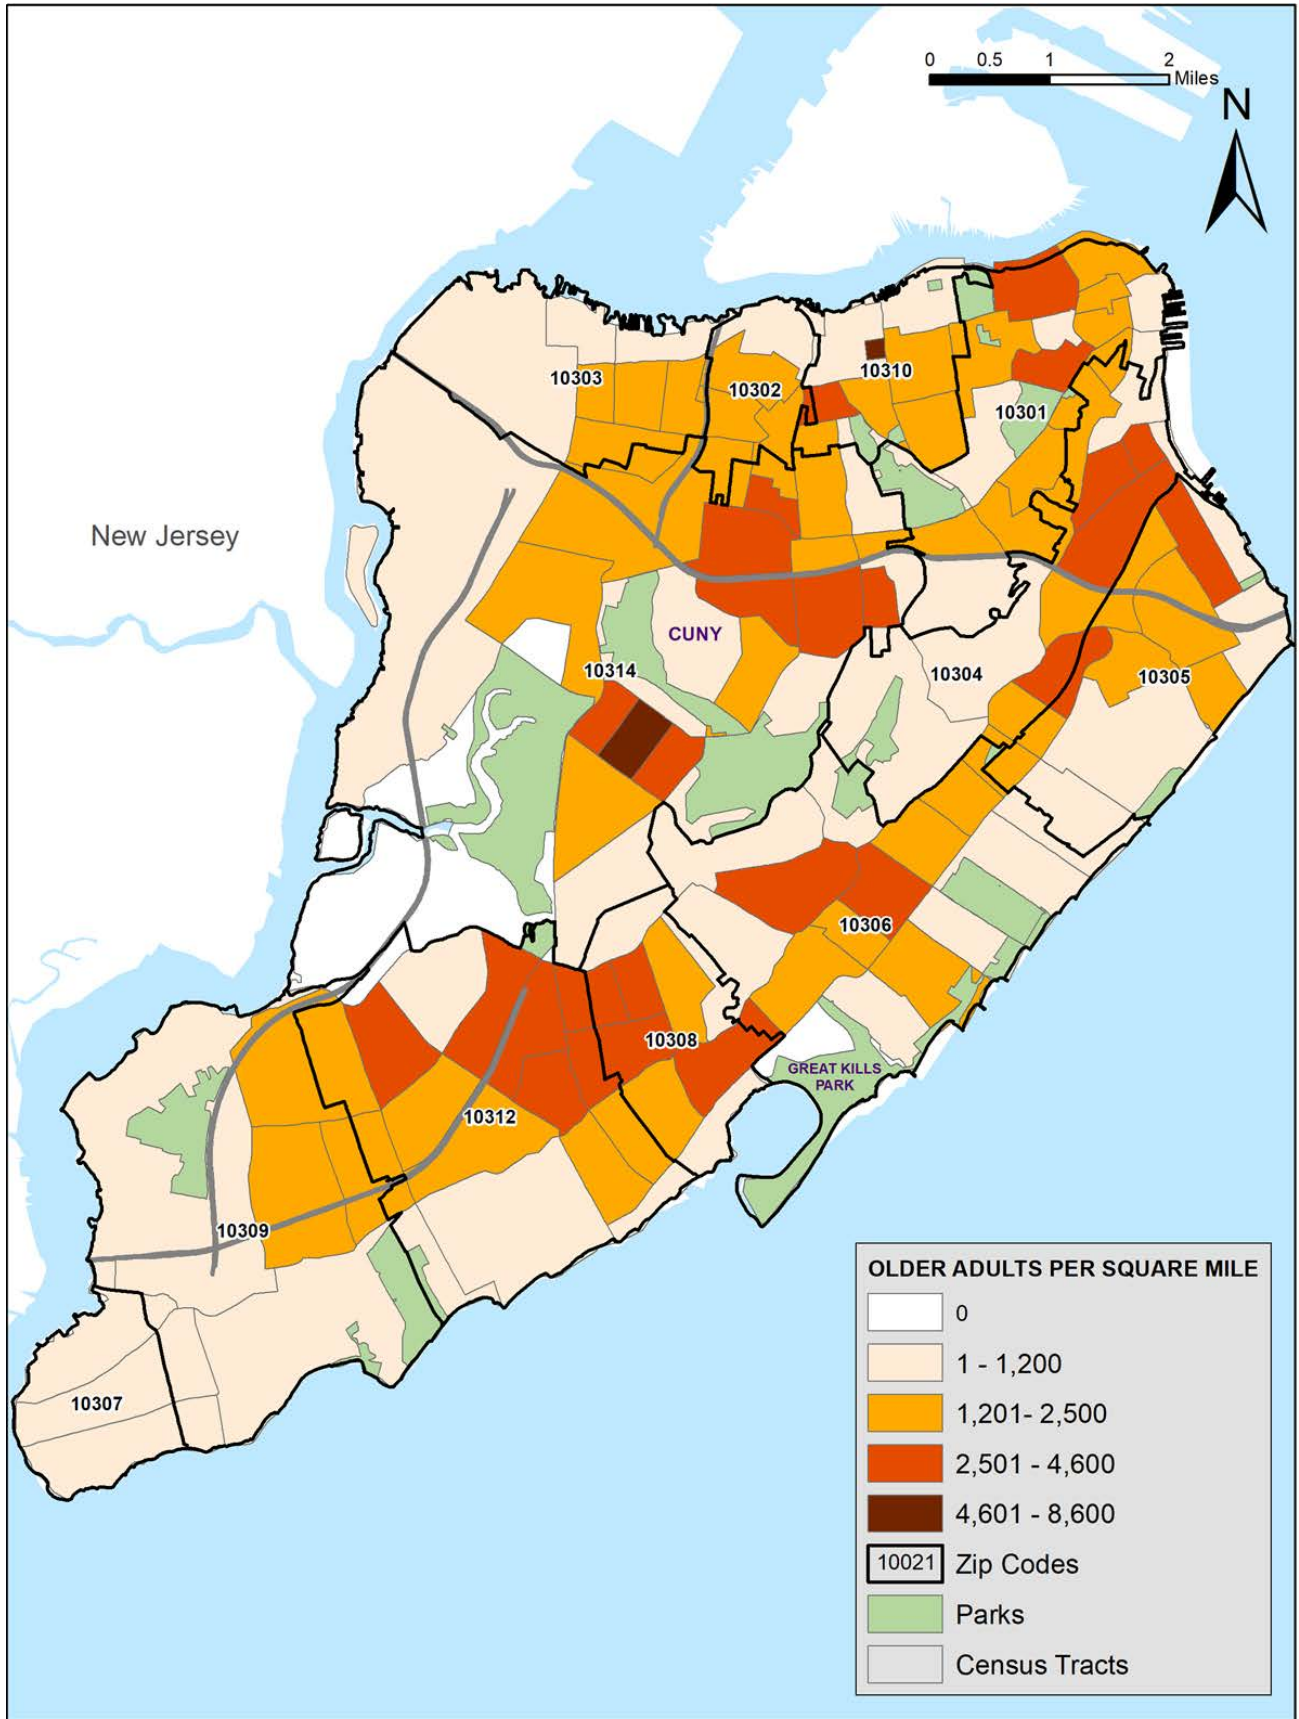 0 0.5 1 2
Miles
N
10303
10302
10310
10301
New Jersey
CUNY
10314
10304
10305
10306
10308
GREAT KILLS
PARK
10312
10309
10307
OLDER ADULTS PER SQUARE MILE
0
1 - 1,200
1,201- 2,500
2,501 - 4,600
4,601 - 8,600
10021 Zip Codes
Parks
Census Tracts